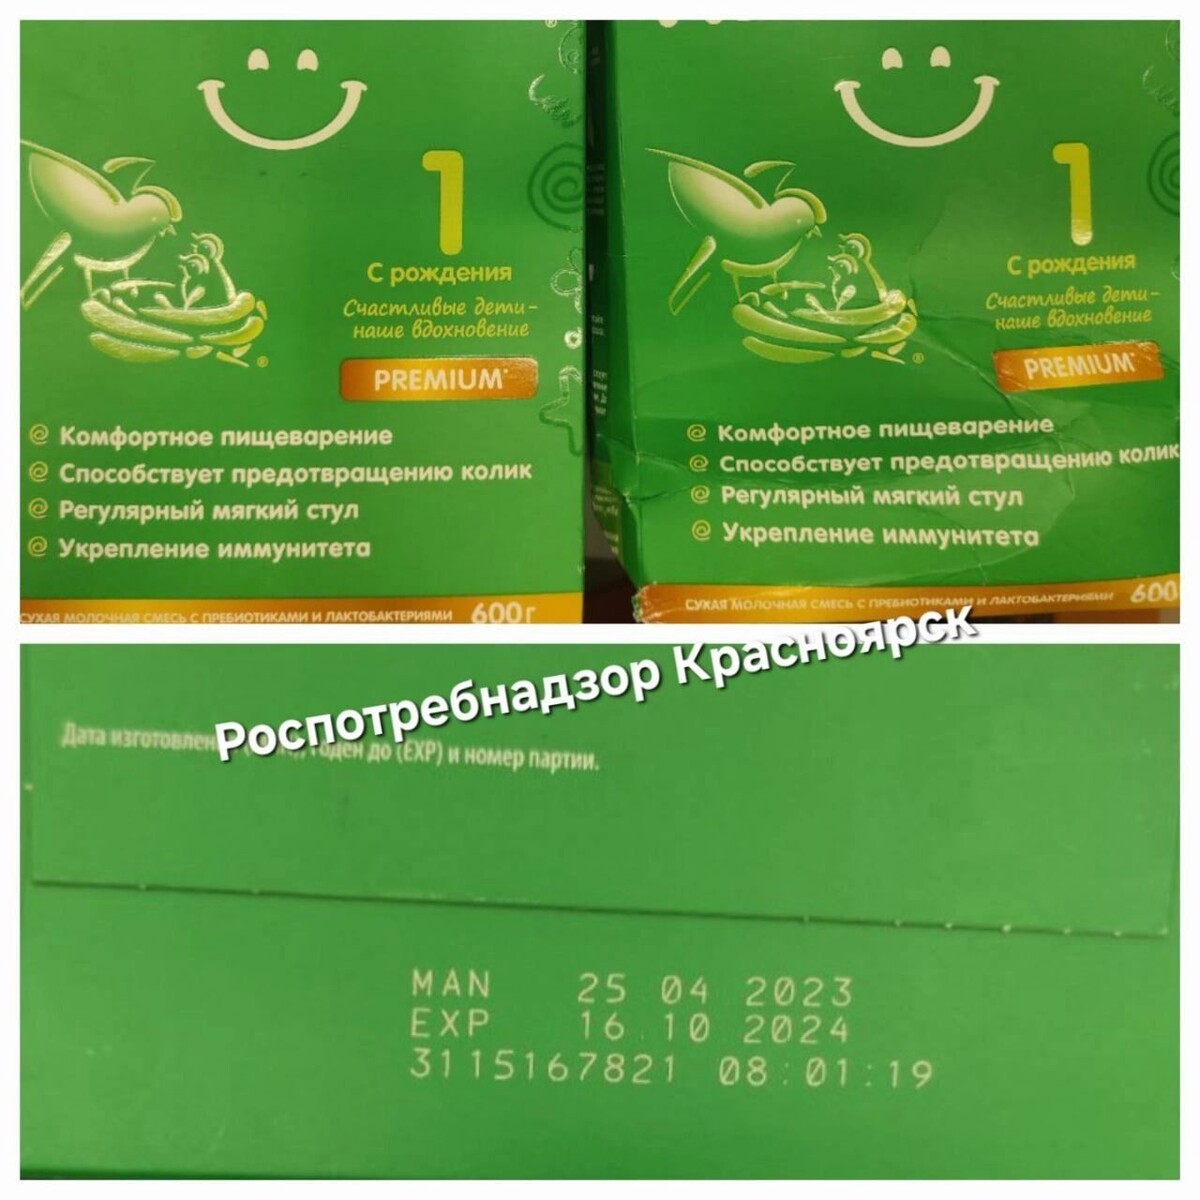 1
С рождения
Счастливые дети -
наше вдохновение
PREMIUM*
Комфортное пищеварение
Способствует предотвращению колик
Регулярный мягкий стул
Укрепление иммунитета
СУХАЯ МОЛОЧНАЯ СМЕСЬ С ПРЕБИОТИКАМИ И ЛАКТОБАКТЕРИЯМИ 600 г
1
С рождения
Счастливые дети -
наше вдохновение
PREMIUM*
Комфортное пищеварение
Способствует предотвращению колик
Регулярный мягкий стул
Укрепление иммунитета
СУХАЯ МОЛОЧНАЯ СМЕСЬ С ПРЕБИОТИКАМИ И ЛАКТОБАКТЕРИЯМИ 600
Роспотребнадзор Красноярск
Дата до (EXP) и номер партии.
MAN 25 04 2023
EXP 16.10 2024
3115167821 08:01:19